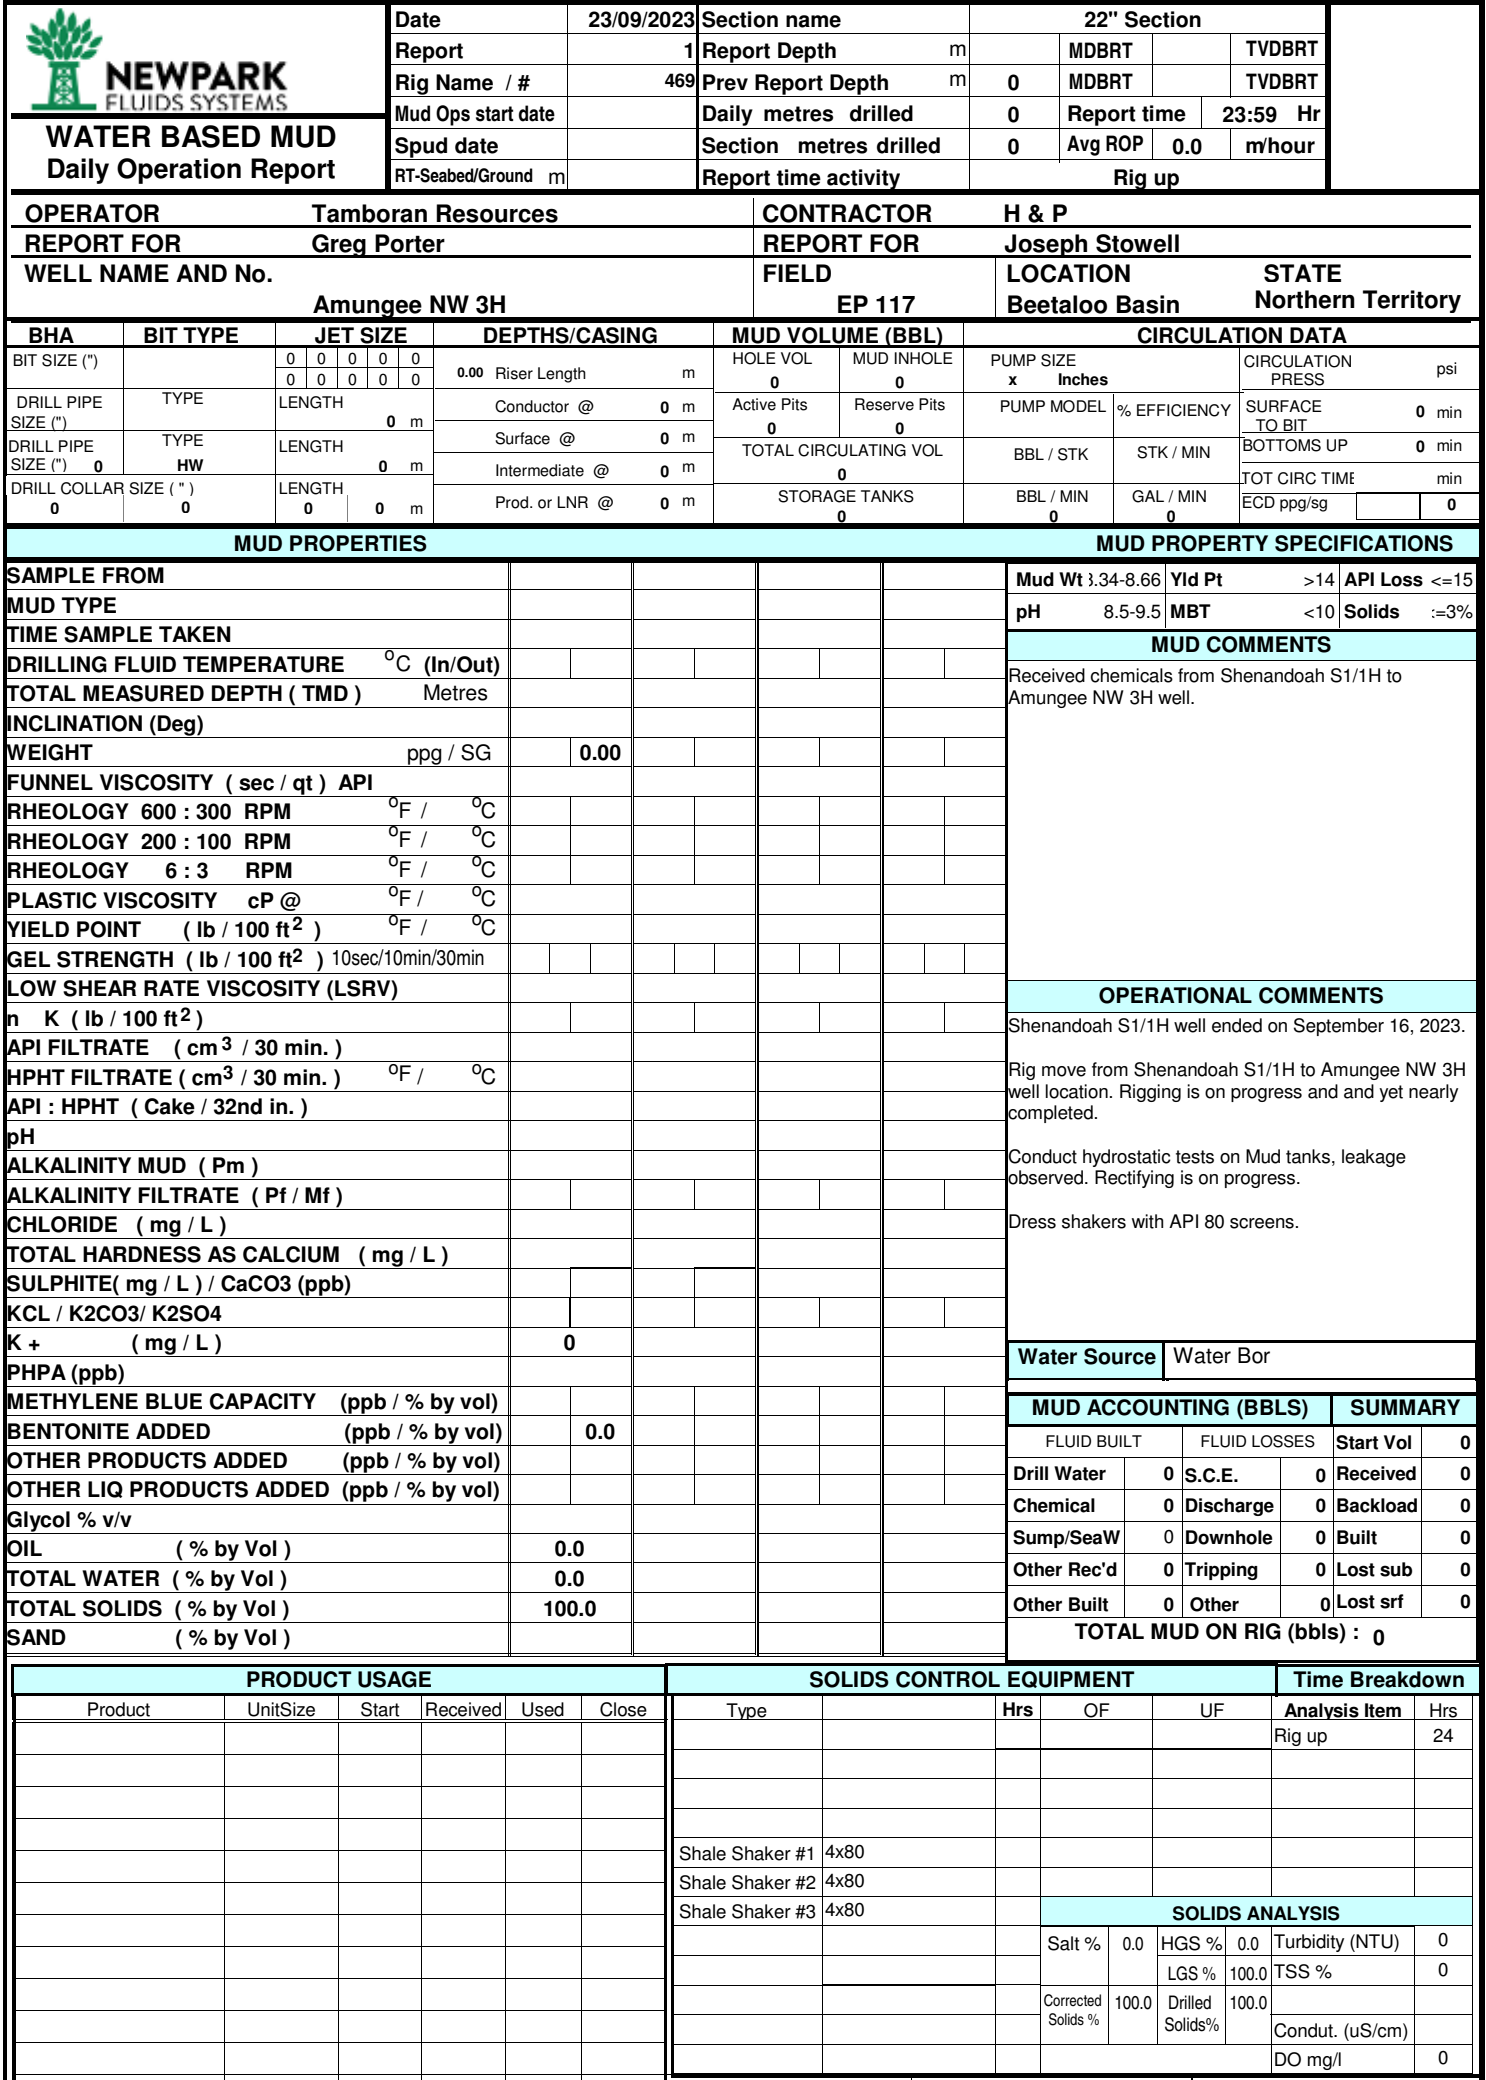 NEWPARK
FLUIDS SYSTEMS
WATER BASED MUD
Daily Operation Report
Date 23/09/2023 Section name 22" Section
Report 1 Report Depth m MDBRT TVDBRT
Rig Name / # 469 Prev Report Depth m 0 MDBRT TVDBRT
Mud Ops start date Daily metres drilled 0 Report time 23:59 Hr
Spud date Section metres drilled 0 Avg ROP 0.0 m/hour
RT-Seabed/Ground m Report time activity Rig up
OPERATOR Tamboran Resources CONTRACTOR H & P
REPORT FOR Greg Porter REPORT FOR Joseph Stowell
WELL NAME AND No. FIELD LOCATION STATE
Amungee NW 3H EP 117 Beetaloo Basin Northern Territory
BHA BIT TYPE JET SIZE DEPTHS/CASING MUD VOLUME (BBL) CIRCULATION DATA
BIT SIZE (") 0 0 0 0 0 0.00 Riser Length m HOLE VOL MUD INHOLE PUMP SIZE CIRCULATION PRESS psi
0 0 0 0 0 0 0 x Inches
DRILL PIPE SIZE (") TYPE LENGTH 0 m Conductor @ 0 m Active Pits Reserve Pits PUMP MODEL % EFFICIENCY SURFACE TO BIT 0 min
0 0
DRILL PIPE SIZE (") 0 TYPE HW LENGTH 0 m Surface @ 0 m TOTAL CIRCULATING VOL BBL / STK STK / MIN BOTTOMS UP 0 min
Intermediate @ 0 m 0 TOT CIRC TIME min
DRILL COLLAR SIZE ( " ) LENGTH Prod. or LNR @ 0 m STORAGE TANKS BBL / MIN GAL / MIN ECD ppg/sg 0
0 0 0 0 m 0 0 0
MUD PROPERTIES MUD PROPERTY SPECIFICATIONS
SAMPLE FROM
MUD TYPE
TIME SAMPLE TAKEN
DRILLING FLUID TEMPERATURE oC (In/Out)
TOTAL MEASURED DEPTH ( TMD ) Metres
INCLINATION (Deg)
WEIGHT ppg / SG 0.00
FUNNEL VISCOSITY ( sec / qt ) API
RHEOLOGY 600 : 300 RPM oF / oC
RHEOLOGY 200 : 100 RPM oF / oC
RHEOLOGY 6 : 3 RPM oF / oC
PLASTIC VISCOSITY cP @ oF / oC
YIELD POINT ( lb / 100 ft2 ) oF / oC
GEL STRENGTH ( lb / 100 ft2 ) 10sec/10min/30min
LOW SHEAR RATE VISCOSITY (LSRV)
n K ( lb / 100 ft2 )
API FILTRATE ( cm3 / 30 min. )
HPHT FILTRATE ( cm3 / 30 min. ) oF / oC
API : HPHT ( Cake / 32nd in. )
pH
ALKALINITY MUD ( Pm )
ALKALINITY FILTRATE ( Pf / Mf )
CHLORIDE ( mg / L )
TOTAL HARDNESS AS CALCIUM ( mg / L )
SULPHITE( mg / L ) / CaCO3 (ppb)
KCL / K2CO3/ K2SO4
K + ( mg / L ) 0
PHPA (ppb)
METHYLENE BLUE CAPACITY (ppb / % by vol)
BENTONITE ADDED (ppb / % by vol) 0.0
OTHER PRODUCTS ADDED (ppb / % by vol)
OTHER LIQ PRODUCTS ADDED (ppb / % by vol)
Glycol % v/v
OIL ( % by Vol ) 0.0
TOTAL WATER ( % by Vol ) 0.0
TOTAL SOLIDS ( % by Vol ) 100.0
SAND ( % by Vol )
Mud Wt .34-8.66 Yld Pt >14 API Loss <=15
pH 8.5-9.5 MBT <10 Solids =3%
MUD COMMENTS
Received chemicals from Shenandoah S1/1H to
Amungee NW 3H well.
OPERATIONAL COMMENTS
Shenandoah S1/1H well ended on September 16, 2023.
Rig move from Shenandoah S1/1H to Amungee NW 3H
well location. Rigging is on progress and and yet nearly
completed.
Conduct hydrostatic tests on Mud tanks, leakage
observed. Rectifying is on progress.
Dress shakers with API 80 screens.
Water Source Water Bor
MUD ACCOUNTING (BBLS) SUMMARY
FLUID BUILT FLUID LOSSES Start Vol 0
Drill Water 0 S.C.E. 0 Received 0
Chemical 0 Discharge 0 Backload 0
Sump/SeaW 0 Downhole 0 Built 0
Other Rec'd 0 Tripping 0 Lost sub 0
Other Built 0 Other 0 Lost srf 0
TOTAL MUD ON RIG (bbls) : 0
PRODUCT USAGE SOLIDS CONTROL EQUIPMENT Time Breakdown
Product UnitSize Start Received Used Close Type Hrs OF UF Analysis Item Hrs
Rig up 24
Shale Shaker #1 4x80
Shale Shaker #2 4x80
Shale Shaker #3 4x80 SOLIDS ANALYSIS
Salt % 0.0 HGS % 0.0 Turbidity (NTU) 0
LGS % 100.0 TSS % 0
Corrected Solids % 100.0 Drilled Solids% 100.0
Condut. (uS/cm)
DO mg/l 0